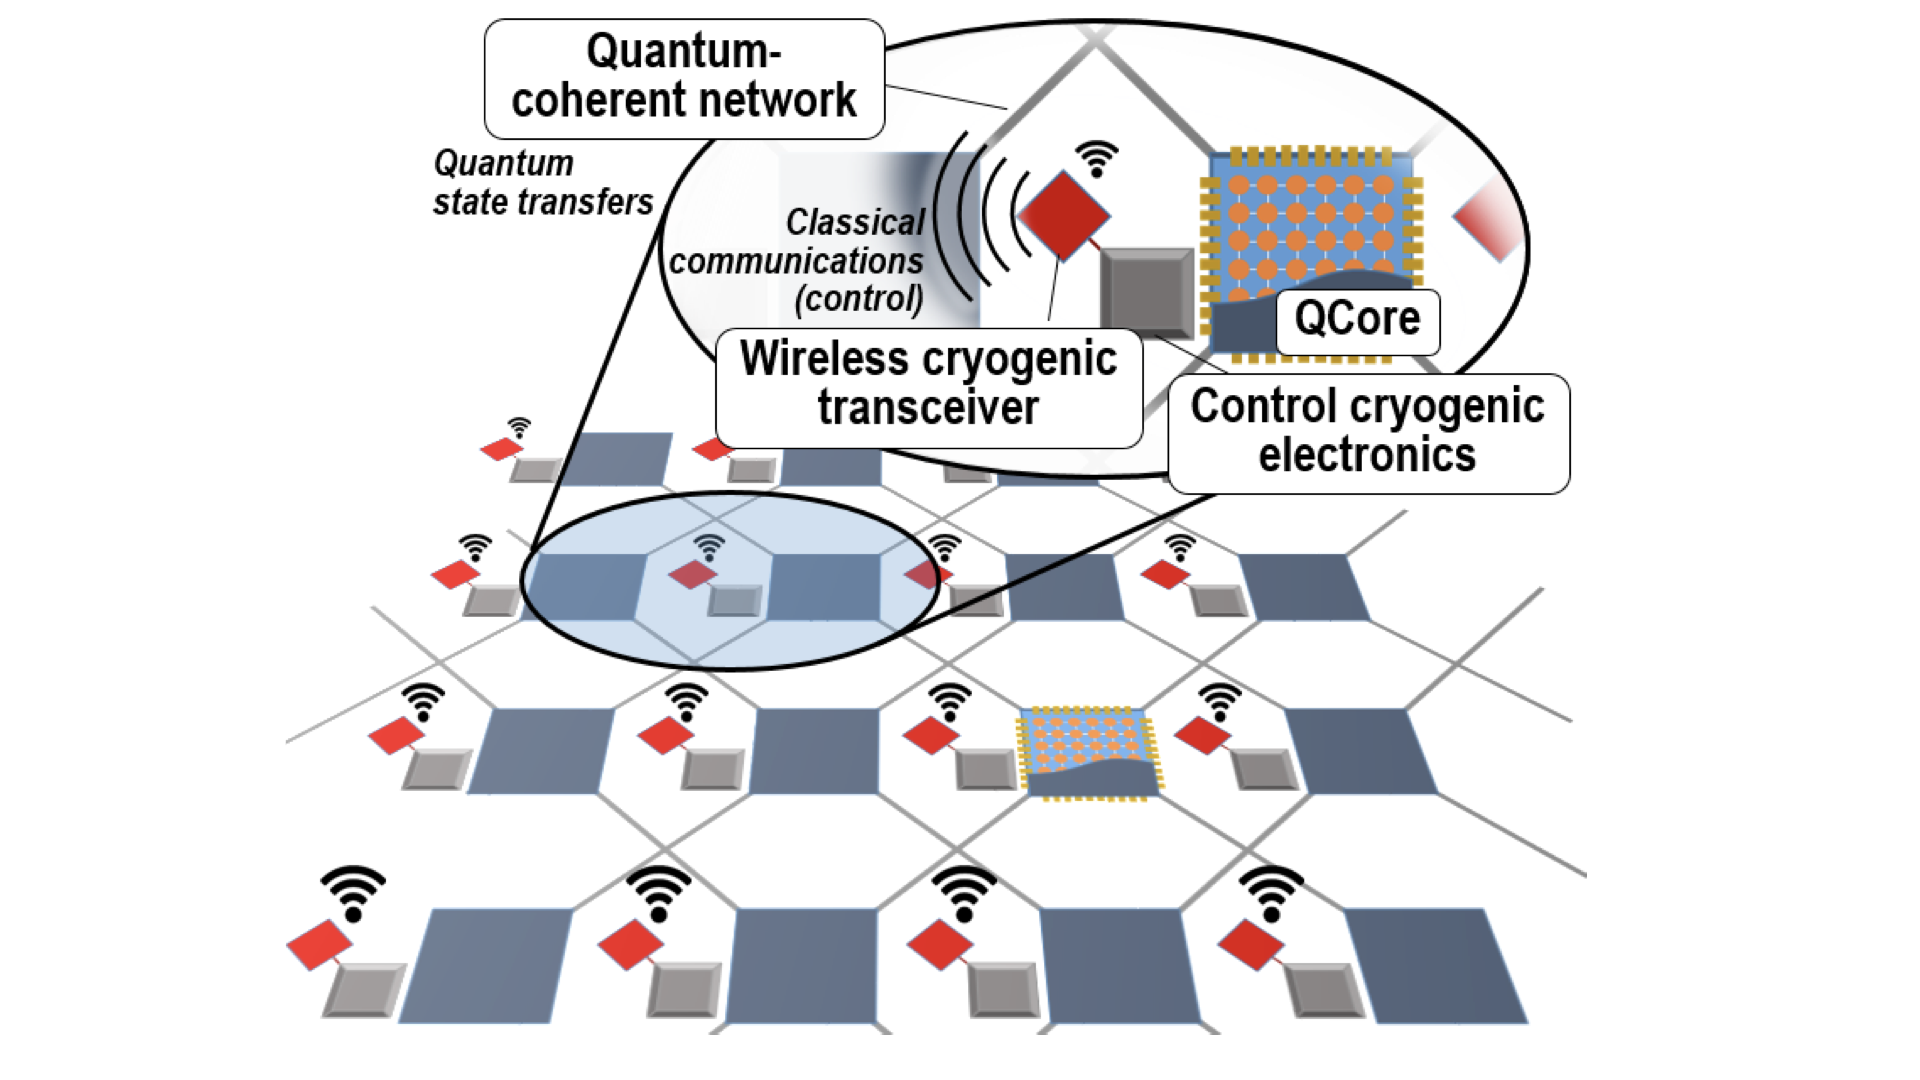 Quantum-
coherent network
Quantum
state transfers
Classical
communications
(control)
QCore
Wireless cryogenic
transceiver
Control cryogenic
electronics